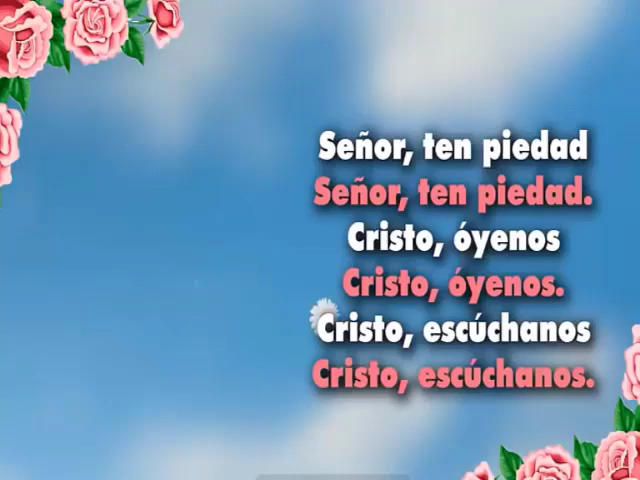 Señor, ten piedad
Señor, ten piedad.
Cristo, óyenos
Cristo, óyenos.
Cristo, escúchanos
Cristo, escúchanos.